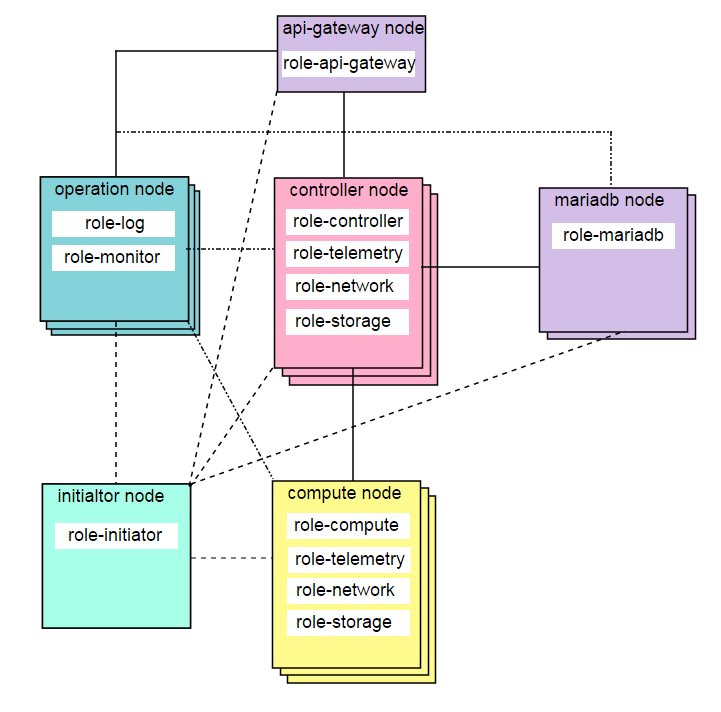 api-gateway node
role-api-gateway
operation node
role-log
role-monitor
controller node
role-controller
role-telemetry
role-network
role-storage
mariadb node
role-mariadb
initialtor node
role-initiator
compute node
role-compute
role-telemetry
role-network
role-storage